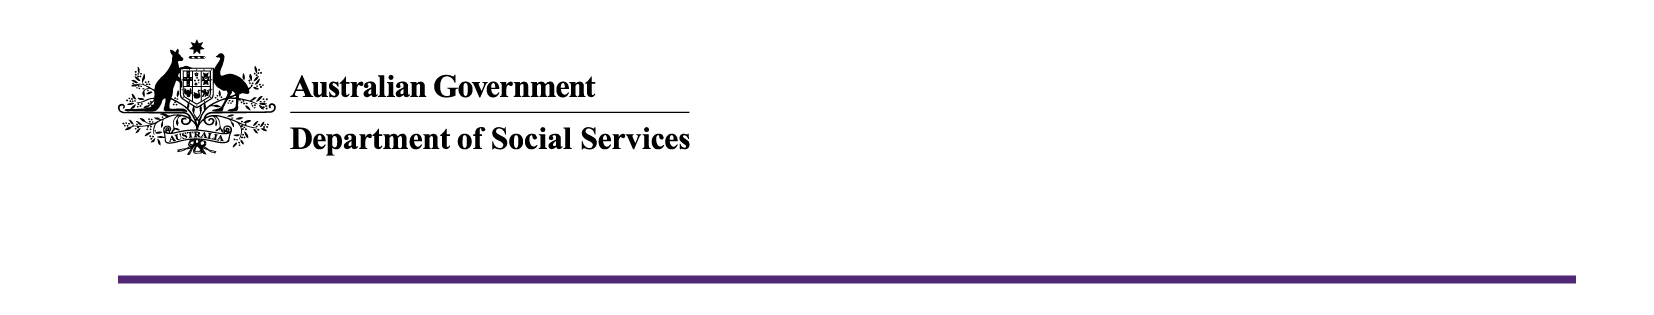 Australian Government
Department of Social Services
AUSTRALIA